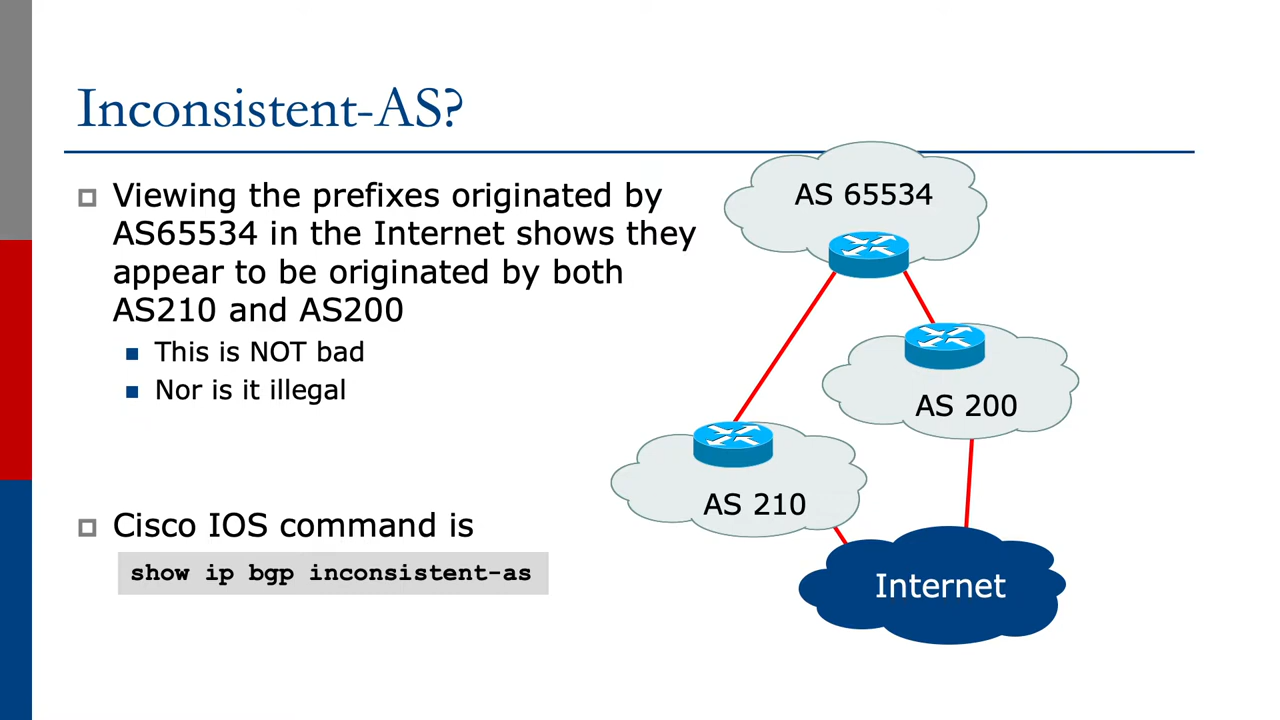 Inconsistent-AS?
Viewing the prefixes originated by
AS65534 in the Internet shows they
appear to be originated by both
AS210 and AS200
This is NOT bad
Nor is it illegal
Cisco IOS command is
show ip bgp inconsistent-as
AS 65534
AS 200
AS 210
Internet